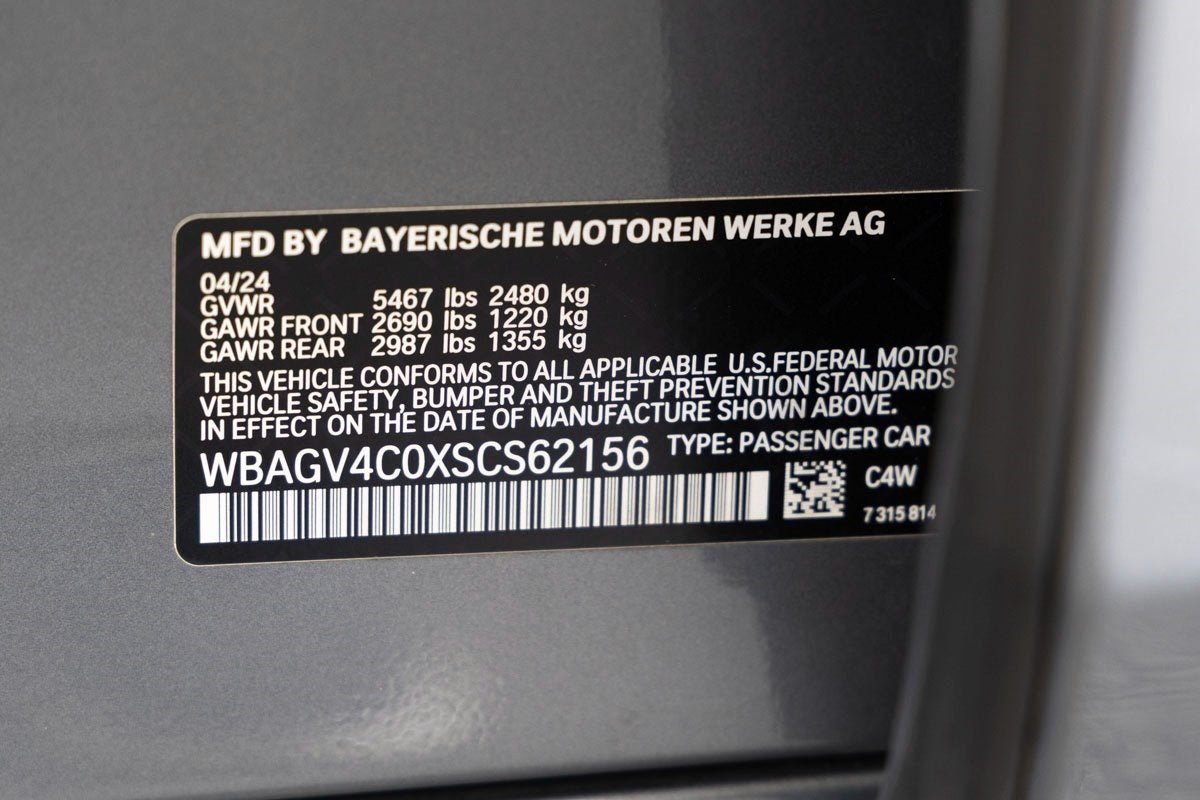 MFD BY BAYERISCHE MOTOREN WERKE AG
04/24
GVWR 5467 lbs 2480 kg
GAWR FRONT 2690 lbs 1220 kg
GAWR REAR 2987 lbs 1355 kg
THIS VEHICLE CONFORMS TO ALL APPLICABLE U.S.FEDERAL MOTOR
VEHICLE SAFETY, BUMPER AND THEFT PREVENTION STANDARDS
IN EFFECT ON THE DATE OF MANUFACTURE SHOWN ABOVE.
WBAGV4C0XSCS62156 TYPE: PASSENGER CAR
C4W
7 315 814